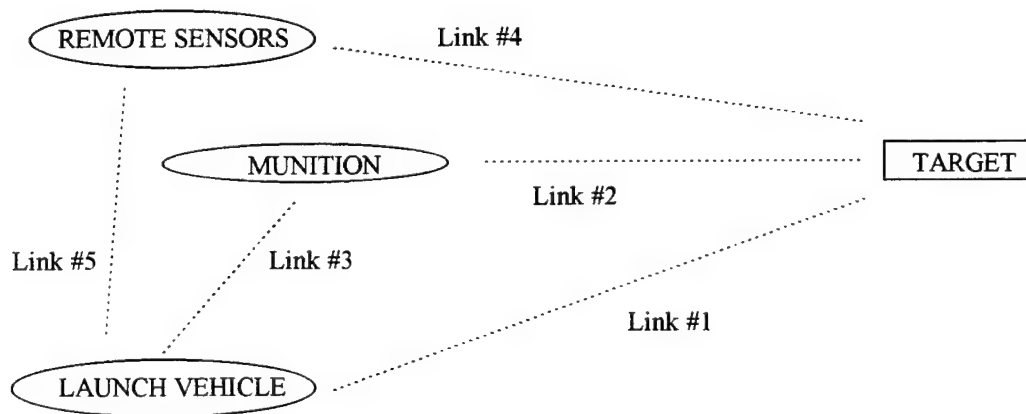 REMOTE SENSORS
Link #4
MUNITION
TARGET
Link #2
Link #5
Link #3
Link #1
LAUNCH VEHICLE